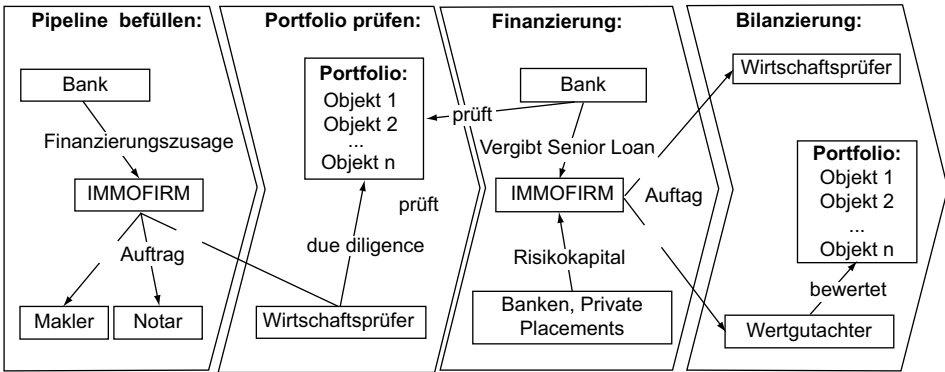 Pipeline befüllen:
Bank
Finanzierungszusage
IMMOFIRM
Auftrag
Makler
Notar
Portfolio prüfen:
Portfolio:
Objekt 1
Objekt 2
...
Objekt n
prüft
due diligence
Wirtschaftsprüfer
Finanzierung:
Bank
prüft
Vergibt Senior Loan
IMMOFIRM
Auftag
Risikokapital
Banken, Private
Placements
Bilanzierung:
Wirtschaftsprüfer
Portfolio:
Objekt 1
Objekt 2
...
Objekt n
bewertet
Wertgutachter